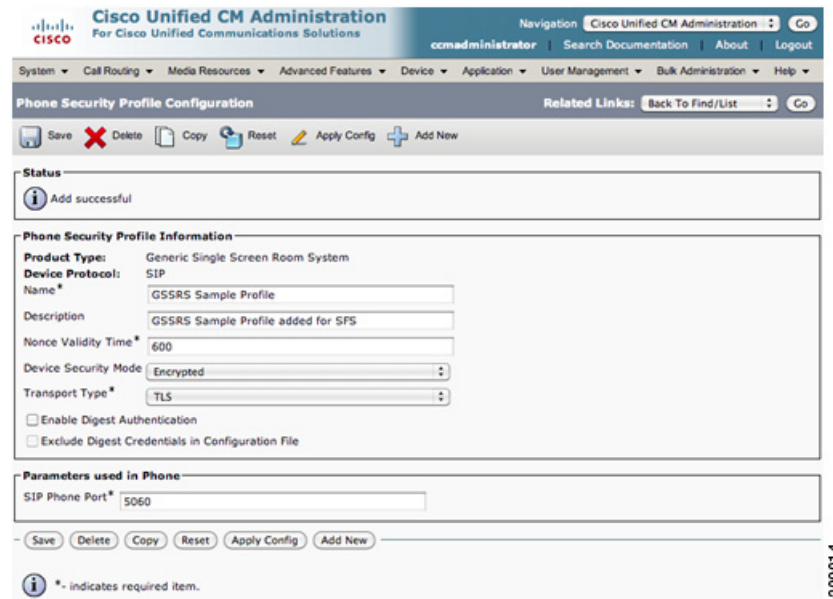 Cisco Unified CM Administration
For Cisco Unified Communications Solutions
CISCO
Navigation Cisco Unified CM Administration Go
ccmadministrator | Search Documentation | About | Logout
System Call Routing Media Resources Advanced Features Device Application User Management Bulk Administration Help
Phone Security Profile Configuration Related Links: Back To Find/List Go
Save Delete Copy Reset Apply Config Add New
Status
Add successful
Phone Security Profile Information
Product Type: Generic Single Screen Room System
Device Protocol: SIP
Name* GSSRS Sample Profile
Description GSSRS Sample Profile added for SFS
Nonce Validity Time* 600
Device Security Mode Encrypted
Transport Type* TLS
Enable Digest Authentication
Exclude Digest Credentials in Configuration File
Parameters used in Phone
SIP Phone Port* 5060
Save Delete Copy Reset Apply Config Add New
*- indicates required item.